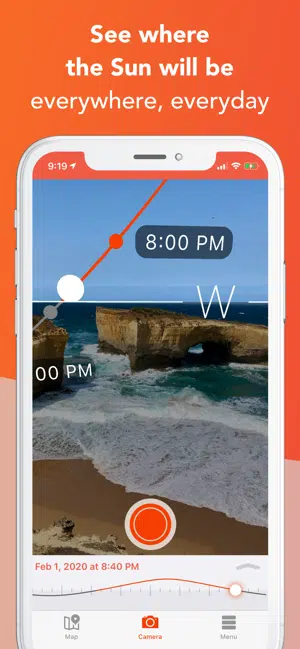 See where
the Sun will be
everywhere, everyday
9:19
8:00 PM
W
00 PM
Feb 1, 2020 at 8:40 PM
Map
Camera
Menu